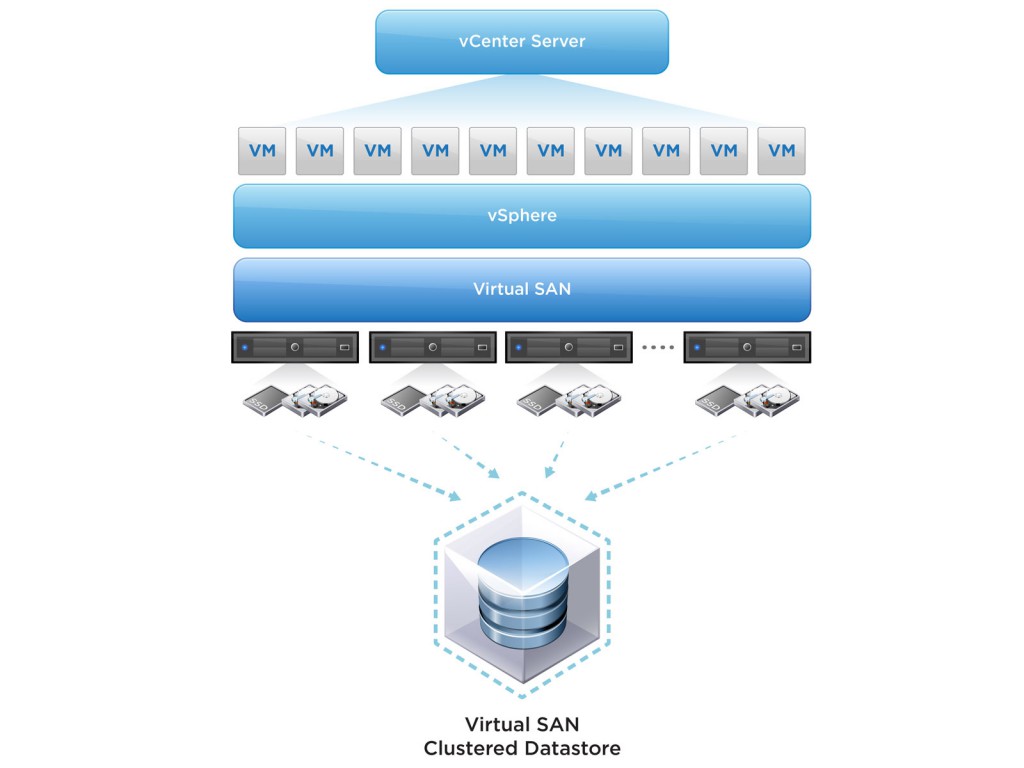 vCenter Server
VM VM VM VM VM VM VM VM VM VM
vSphere
Virtual SAN
SSD SSD SSD SSD
Virtual SAN
Clustered Datastore